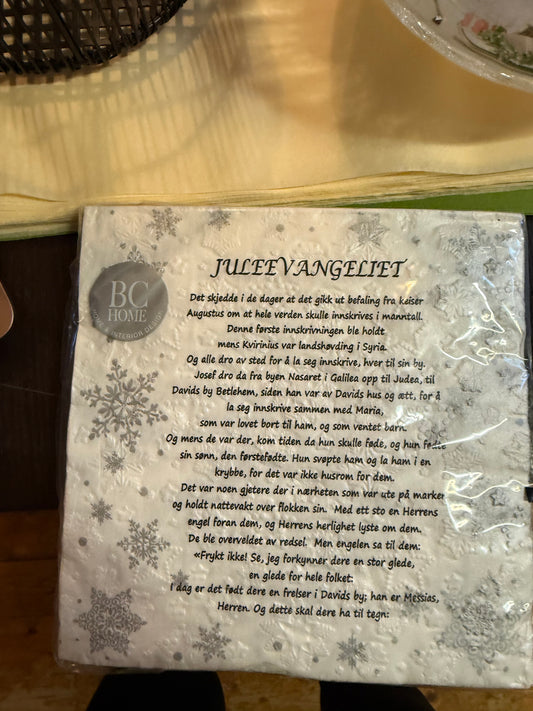 JULEEVANGELIET
BC
HOME
HOME & INTERIOR DESIGN
Det skjedde i de dager at det gikk ut befaling fra keiser
Augustus om at hele verden skulle innskrives i manntall.
Denne første innskrivningen ble holdt
mens Kvirinius var landshøvding i Syria.
Og alle dro av sted for å la seg innskrive, hver til sin by.
Josef dro da fra byen Nasaret i Galilea opp til Judea, til
Davids by Betlehem, siden han var av Davids hus og ætt, for å
la seg innskrive sammen med Maria,
som var lovet bort til ham, og som ventet barn.
Og mens de var der, kom tiden da hun skulle føde, og hun fødte
sin sønn, den førstefødte. Hun svøpte ham og la ham i en
krybbe, for det var ikke husrom for dem.
Det var noen gjetere der i nærheten som var ute på marken
og holdt nattevakt over flokken sin. Med ett sto en Herrens
engel foran dem, og Herrens herlighet lyste om dem.
De ble overveldet av redsel. Men engelen sa til dem:
«Frykt ikke! Se, jeg forkynner dere en stor glede,
en glede for hele folket:
I dag er det født dere en frelser i Davids by; han er Messias,
Herren. Og dette skal dere ha til tegn: